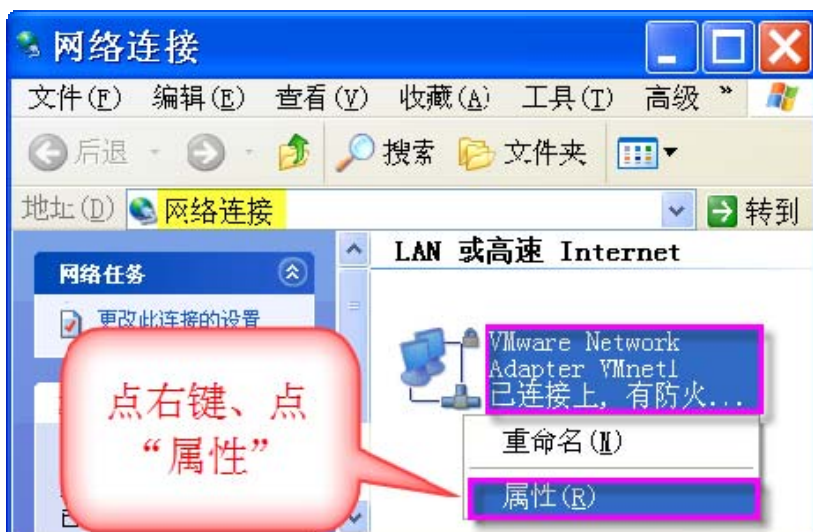 网络连接
文件(F) 编辑(E) 查看(V) 收藏(A) 工具(T) 高级 »
后退 搜索 文件夹
地址(D) 网络连接 转到
网络任务
更改此连接的设置
LAN 或高速 Internet
VMware Network
Adapter VMnet1
已连接上, 有防火...
点右键、点
“属性”
重命名(M)
属性(R)